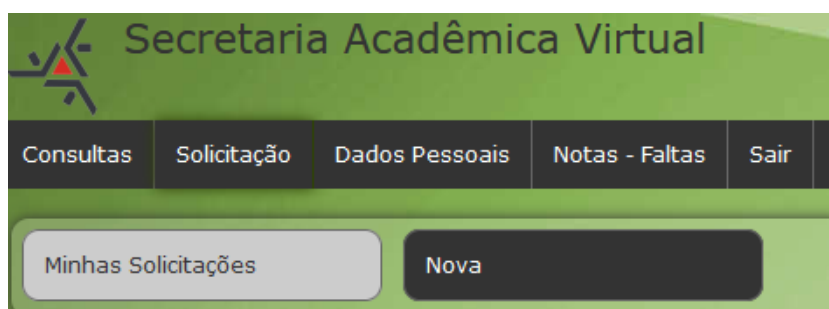 Secretaria Acadêmica Virtual
Consultas Solicitação Dados Pessoais Notas - Faltas Sair
Minhas Solicitações Nova